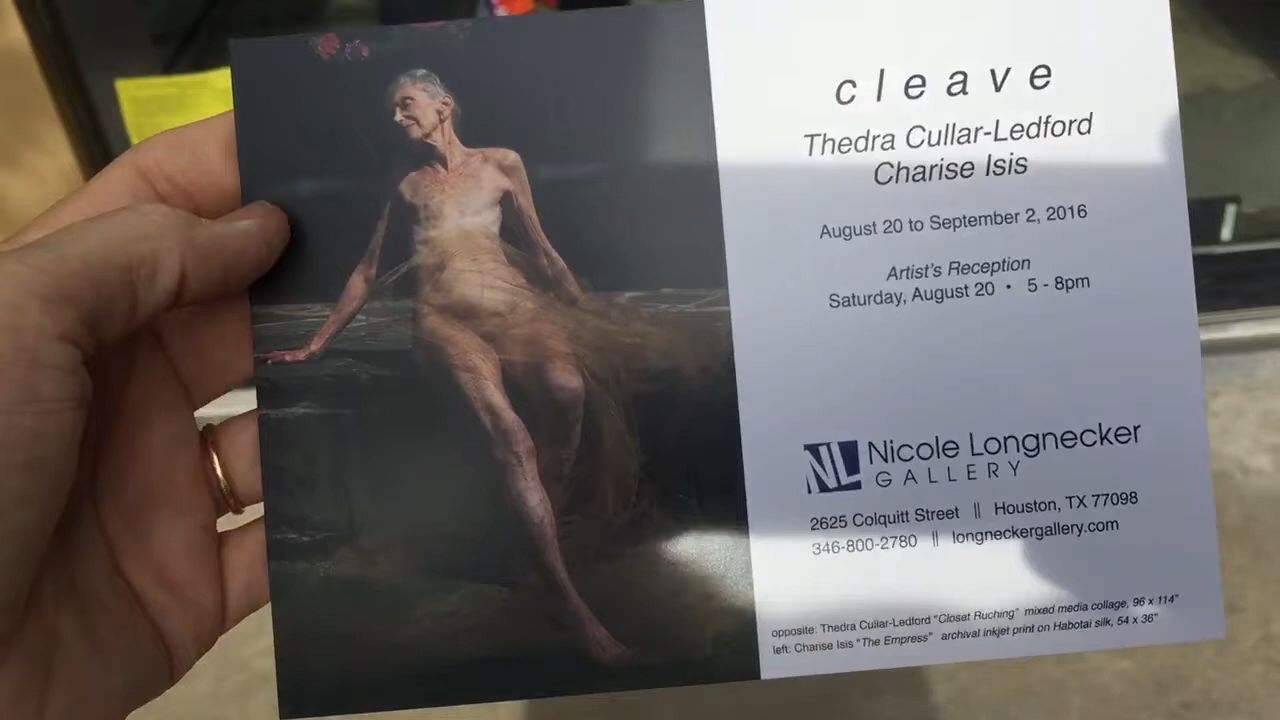 cleave
Thedra Cullar-Ledford
Charise Isis
August 20 to September 2, 2016
Artist's Reception
Saturday, August 20 • 5 - 8pm
NL Nicole Longnecker
GALLERY
2625 Colquitt Street || Houston, TX 77098
346-800-2780 || longneckergallery.com
opposite: Thedra Cullar-Ledford "Closet Ruching" mixed media collage, 96 x 114"
left: Charise Isis "The Empress" archival inkjet print on Habotai silk, 54 x 36"